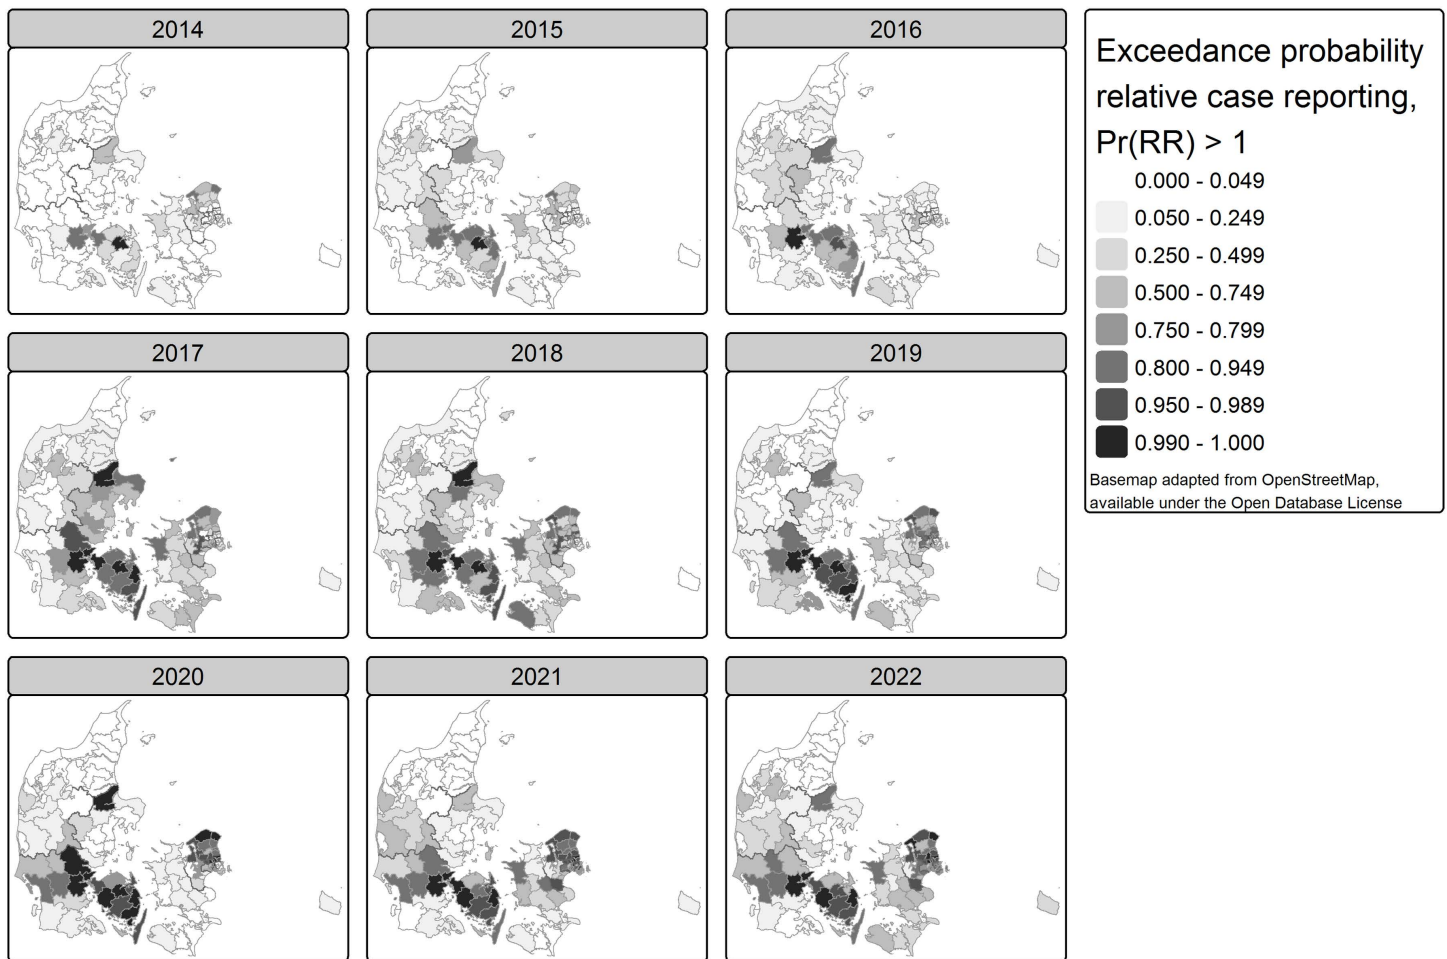 2014
2015
2016
Exceedance probability
relative case reporting,
Pr(RR) > 1
0.000 - 0.049
0.050 - 0.249
0.250 - 0.499
0.500 - 0.749
0.750 - 0.799
0.800 - 0.949
0.950 - 0.989
0.990 - 1.000
Basemap adapted from OpenStreetMap,
available under the Open Database License
2017
2018
2019
2020
2021
2022